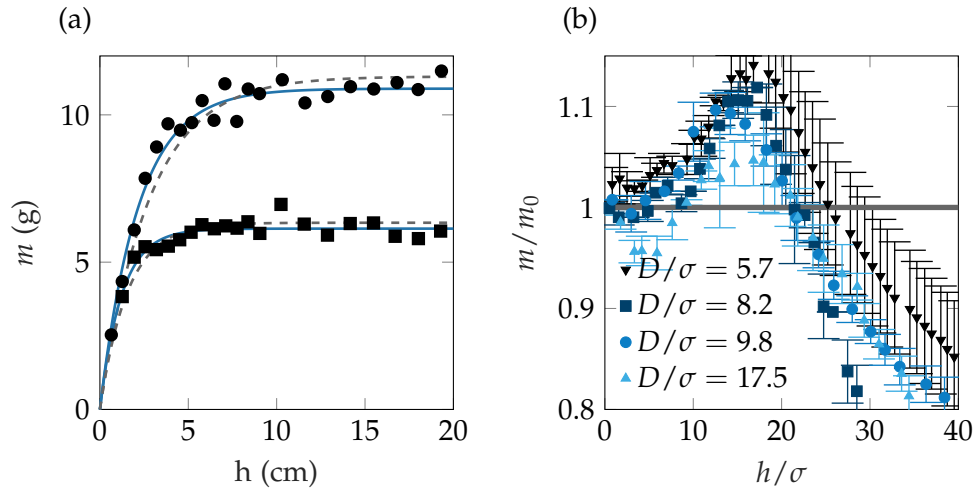 (a)
10
5
0
m (g)
0 5 10 15 20
h (cm)
(b)
1.1
1
0.9
0.8
m/m₀
D/σ = 5.7
D/σ = 8.2
D/σ = 9.8
D/σ = 17.5
0 10 20 30 40
h/σ